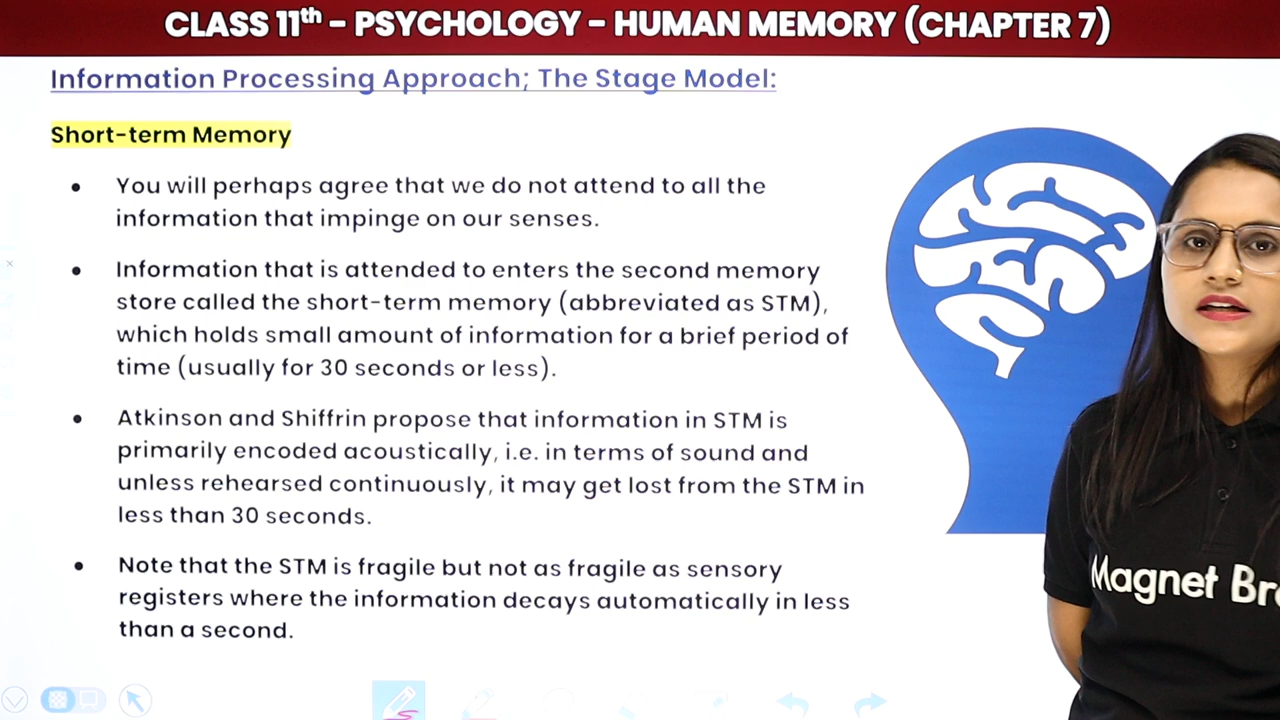 CLASS 11th - PSYCHOLOGY - HUMAN MEMORY (CHAPTER 7)
Information Processing Approach; The Stage Model:
Short-term Memory
• You will perhaps agree that we do not attend to all the
information that impinge on our senses.
• Information that is attended to enters the second memory
store called the short-term memory (abbreviated as STM),
which holds small amount of information for a brief period of
time (usually for 30 seconds or less).
• Atkinson and Shiffrin propose that information in STM is
primarily encoded acoustically, i.e. in terms of sound and
unless rehearsed continuously, it may get lost from the STM in
less than 30 seconds.
• Note that the STM is fragile but not as fragile as sensory
registers where the information decays automatically in less
than a second.
Magnet